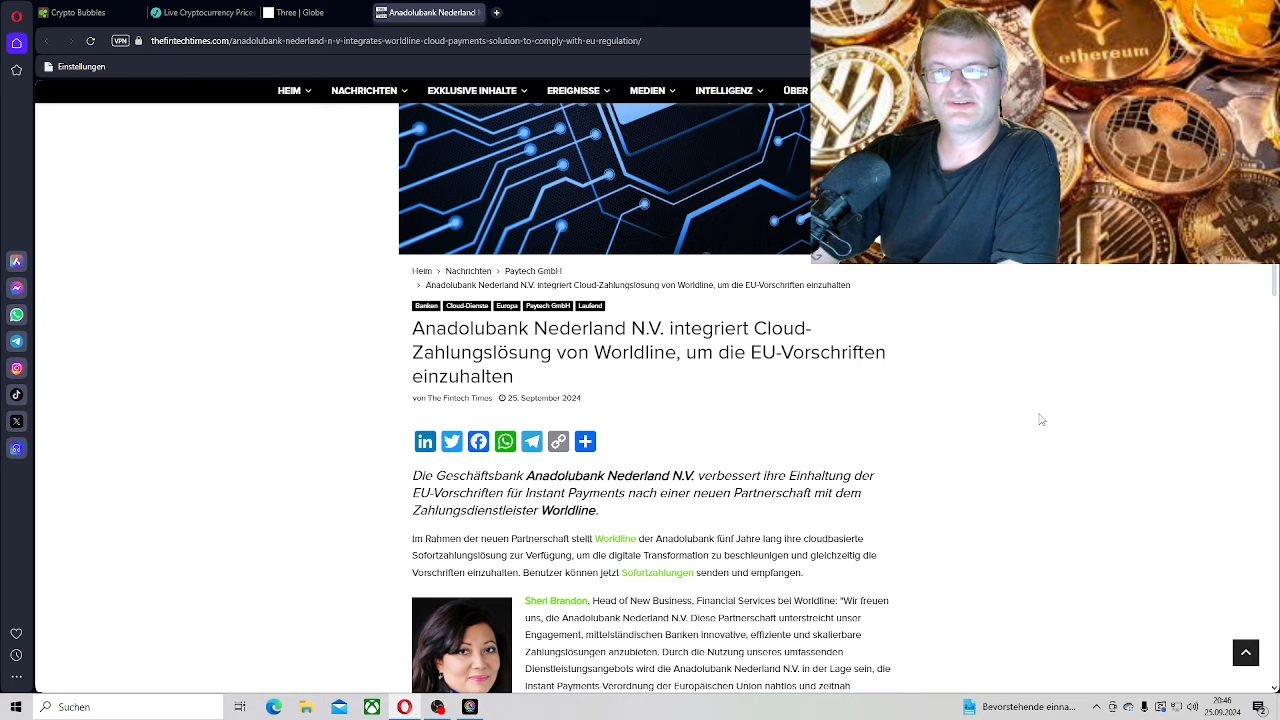 Anadolubank
Live Cryptocurrency Prices
Three | Globe
Anadolubank
VPN thefintechtimes.com/anadolubank-nederland-n-v-integrates-worldline-cloud-payments-solution-to-comply-with-eu-regulation/
Einstellungen
HEIM NACHRICHTEN EXKLUSIVE INHALTE EREIGNISSE MEDIEN INTELLIGENZ ÜBER
ethereum
Heim > Nachrichten > Paytech GmbH
> Anadolubank Nederland N.V. integriert Cloud-Zahlungslösung von Worldline, um die EU-Vorschriften einzuhalten
Banken Cloud-Dienste Europa Paytech GmbH Laufend
Anadolubank Nederland N.V. integriert Cloud-
Zahlungslösung von Worldline, um die EU-Vorschriften
einzuhalten
von The Fintech Times 25. September 2024
Die Geschäftsbank Anadolubank Nederland N.V. verbessert ihre Einhaltung der
EU-Vorschriften für Instant Payments nach einer neuen Partnerschaft mit dem
Zahlungsdienstleister Worldline.
Im Rahmen der neuen Partnerschaft stellt Worldline der Anadolubank fünf Jahre lang ihre cloudbasierte
Sofortzahlungslösung zur Verfügung, um die digitale Transformation zu beschleunigen und gleichzeitig die
Vorschriften einzuhalten. Benutzer können jetzt Sofortzahlungen senden und empfangen.
Sheri Brandon, Head of New Business, Financial Services bei Worldline: "Wir freuen
uns, die Anadolubank Nederland N.V. Diese Partnerschaft unterstreicht unser
Engagement, mittelständischen Banken innovative, effiziente und skalierbare
Zahlungslösungen anzubieten. Durch die Nutzung unseres umfassenden
Dienstleistungsangebots wird die Anadolubank Nederland N.V. in der Lage sein, die
Instant Payments-Verordnung der Europäischen Union nahtlos und zeitnah
Suchen
Bevorstehende einna...
20:46
25.09.2024
2